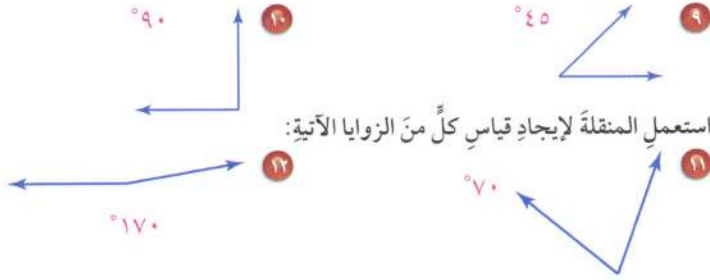 ٩ ٤٥°
١٠ ٩٠°
استعملِ المنقلةَ لإيجادِ قياسِ كلٍّ منَ الزوايا الآتيةِ:
١١ ٧٠°
١٢ ١٧٠°